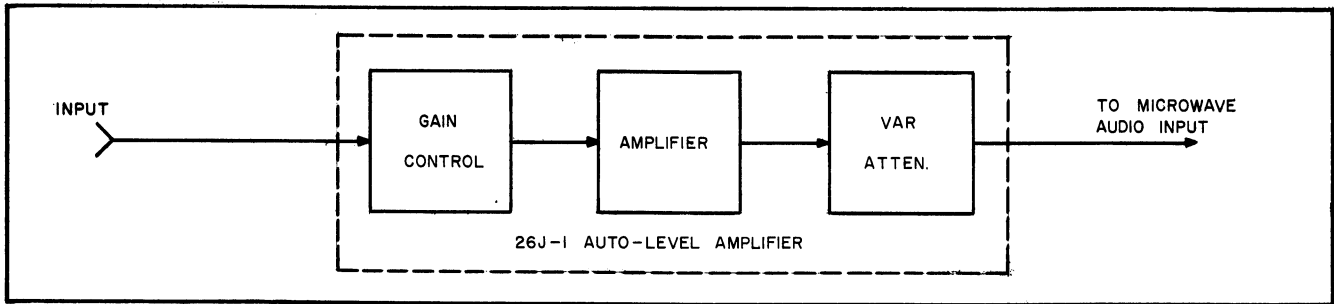 INPUT
GAIN
CONTROL
AMPLIFIER
VAR
ATTEN.
TO MICROWAVE
AUDIO INPUT
26J-1 AUTO-LEVEL AMPLIFIER